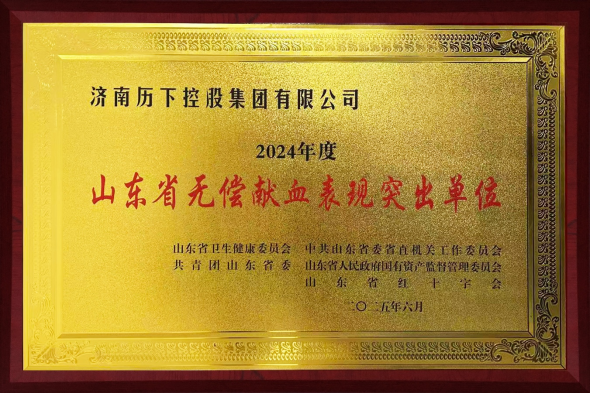 济南历下控股集团有限公司
2024年度
山东省无偿献血表现突出单位
山东省卫生健康委员会 中共山东省委省直机关工作委员会
共青团山东省委 山东省人民政府国有资产监督管理委员会
山东省红十字会
二〇二五年六月